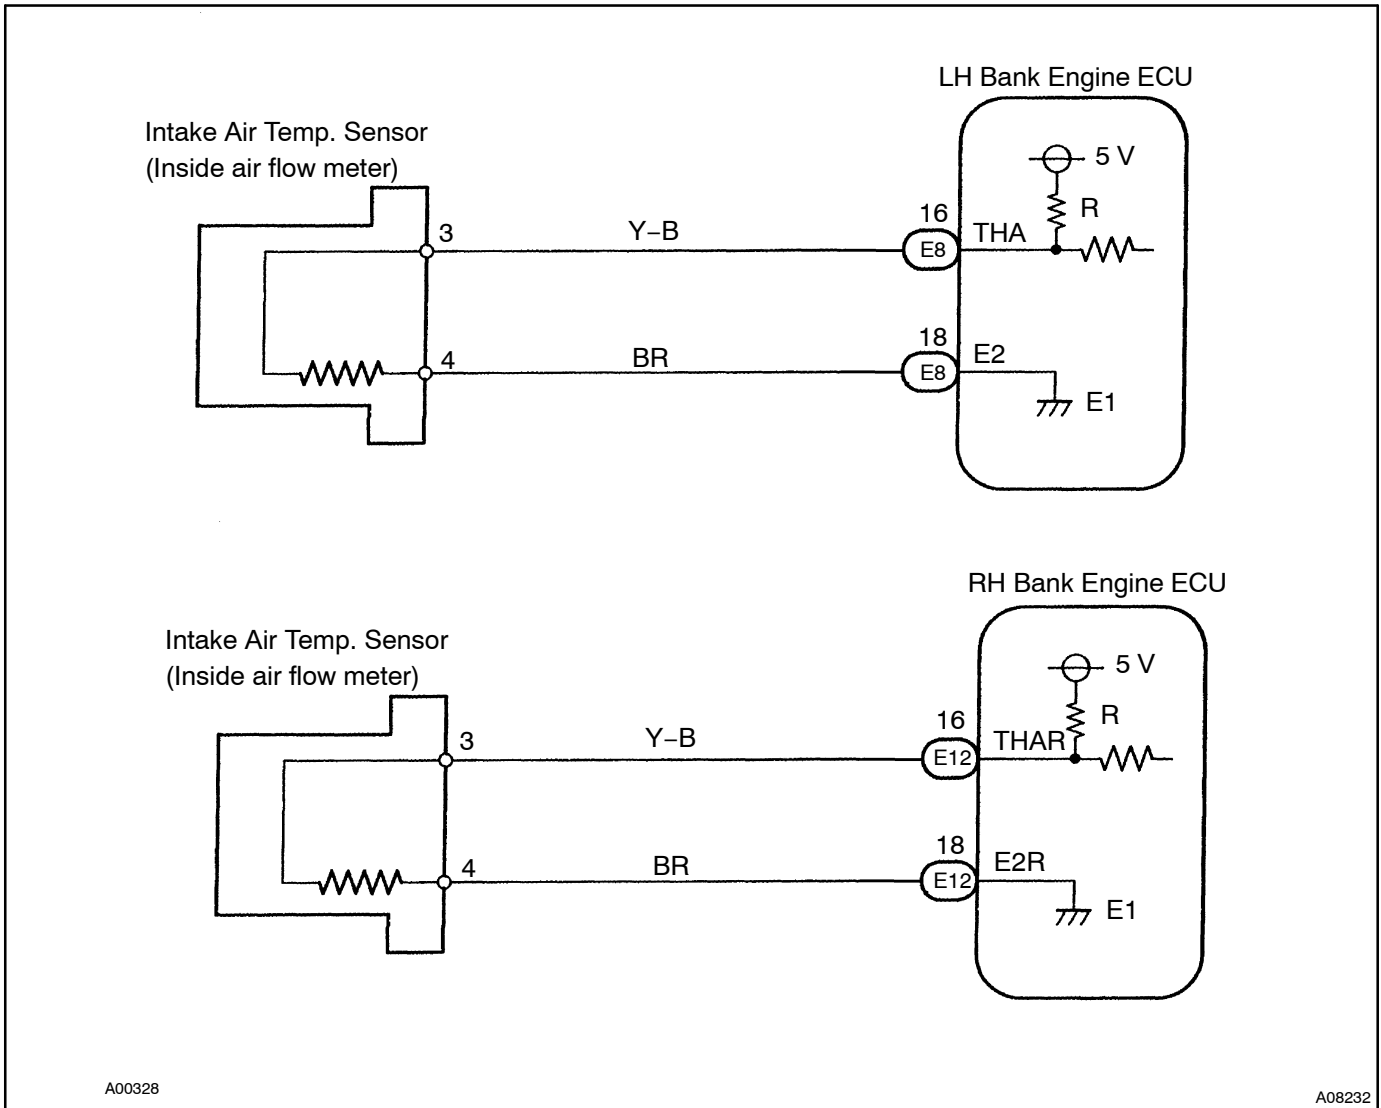 LH Bank Engine ECU
Intake Air Temp. Sensor
(Inside air flow meter)
5 V
R
3
Y−B
16
E8
THA
4
BR
18
E8
E2
E1
RH Bank Engine ECU
Intake Air Temp. Sensor
(Inside air flow meter)
5 V
R
3
Y−B
16
E12
THAR
4
BR
18
E12
E2R
E1
A00328
A08232